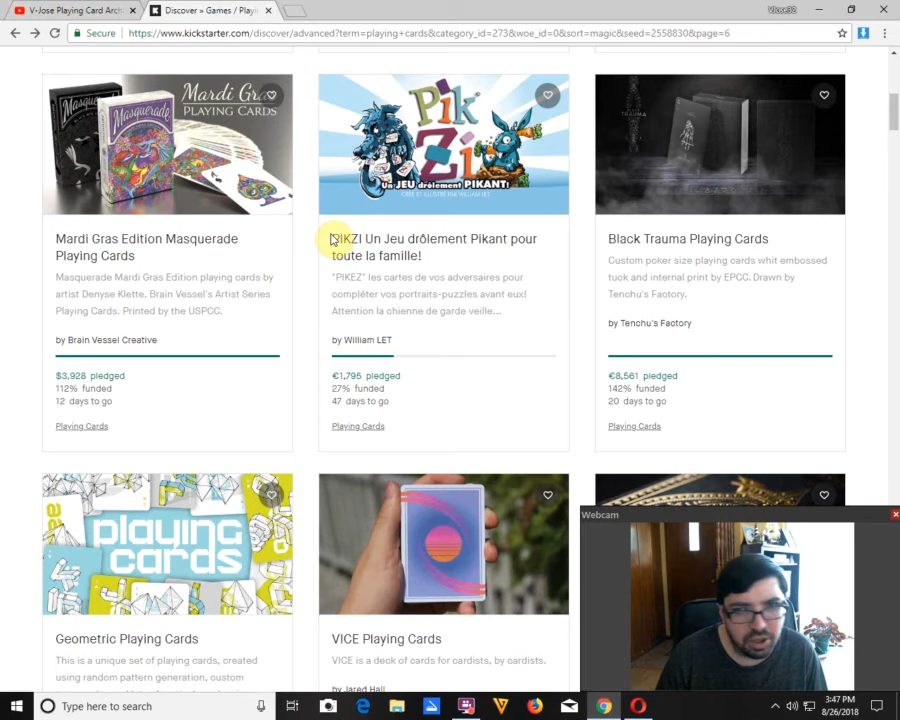 V-Jose Playing Card Arch
Discover » Games / Playi
Vjose32
Secure
https://www.kickstarter.com/discover/advanced?term=playing+cards&category_id=273&woe_id=0&sort=magic&seed=2558830&page=6
Masquerade
Mardi Gra
PLAYING CARDS
Pik
Zi
Un JEU drôlement PIKANT!
CRÉÉ ET ILLUSTRÉ PAR WILLIAM LET
TRAUMA
Mardi Gras Edition Masquerade
Playing Cards
Masquerade Mardi Gras Edition playing cards by
artist Denyse Klette. Brain Vessel's Artist Series
Playing Cards. Printed by the USPCC.
by Brain Vessel Creative
$3,928 pledged
112% funded
12 days to go
Playing Cards
PIKZI Un Jeu drôlement Pikant pour
toute la famille!
"PIKEZ" les cartes de vos adversaires pour
compléter vos portraits-puzzles avant eux!
Attention la chienne de garde veille...
by William LET
€1,795 pledged
27% funded
47 days to go
Playing Cards
Black Trauma Playing Cards
Custom poker size playing cards whit embossed
tuck and internal print by EPCC. Drawn by
Tenchu's Factory.
by Tenchu's Factory
€8,561 pledged
142% funded
20 days to go
Playing Cards
playing
cards
Geometric Playing Cards
This is a unique set of playing cards, created
using random pattern generation, custom
VICE Playing Cards
VICE is a deck of cards for cardists, by cardists.
by Jared Hall
Webcam
Type here to search
3:47 PM
8/26/2018